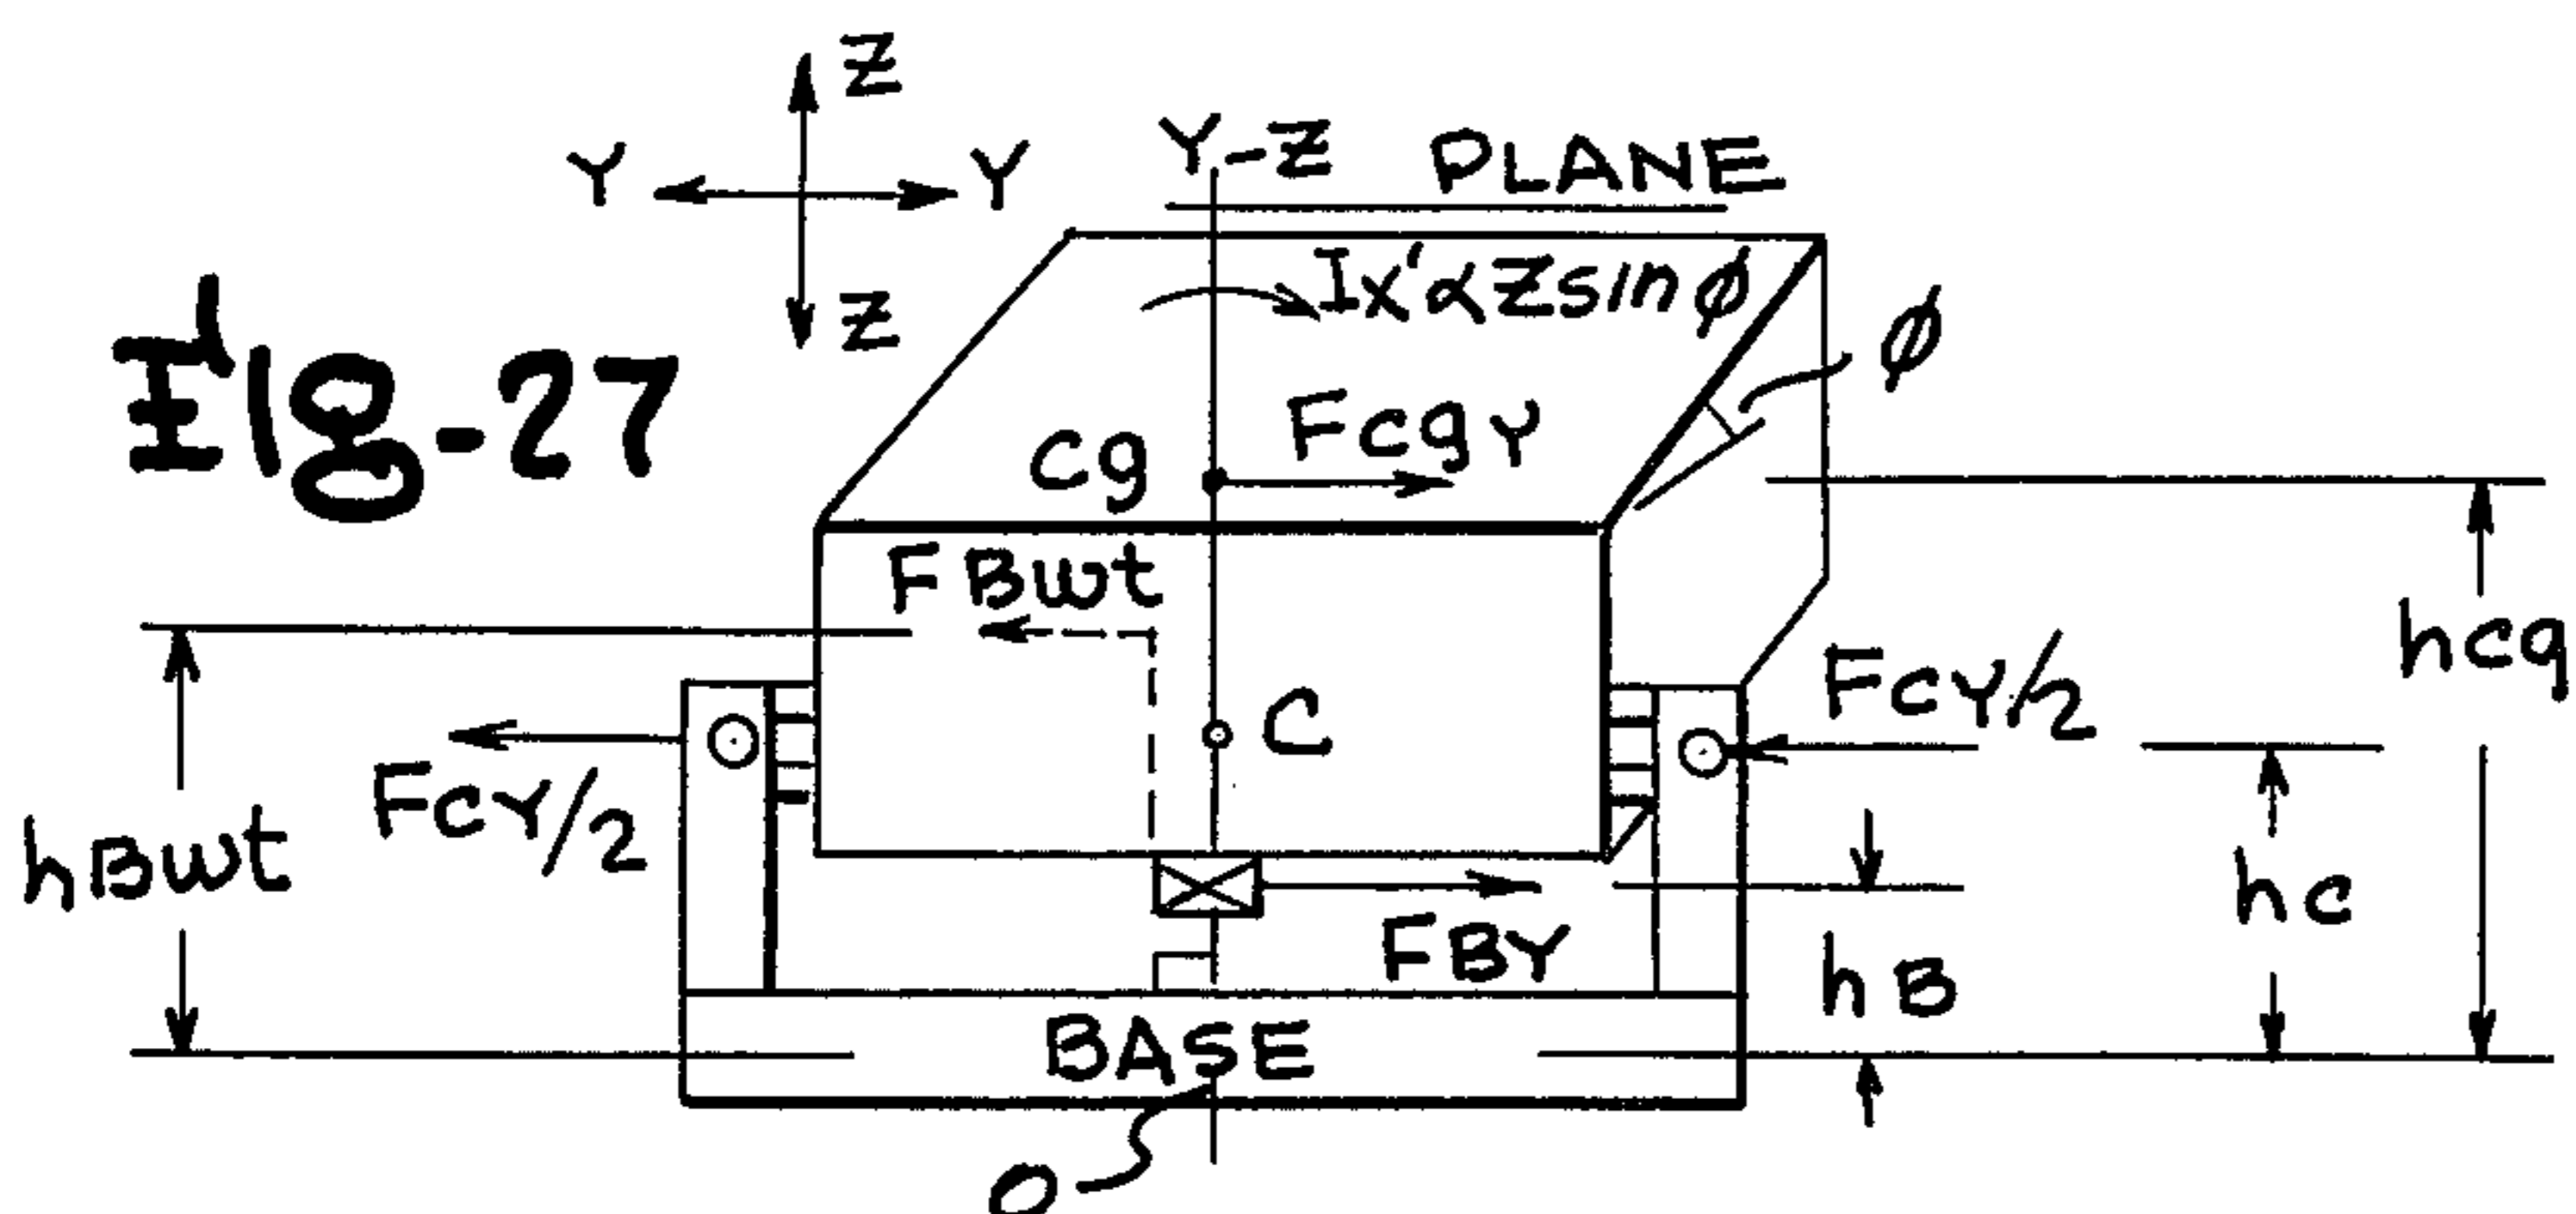 Z
Y-Z PLANE
Y
Y
Z
Ix'αZsinϕ
ϕ
Fig-27
FcgY
Cg
FBwt
hcg
FcY/2
C
FcY/2
hBwt
hc
FBY
hB
BASE
O